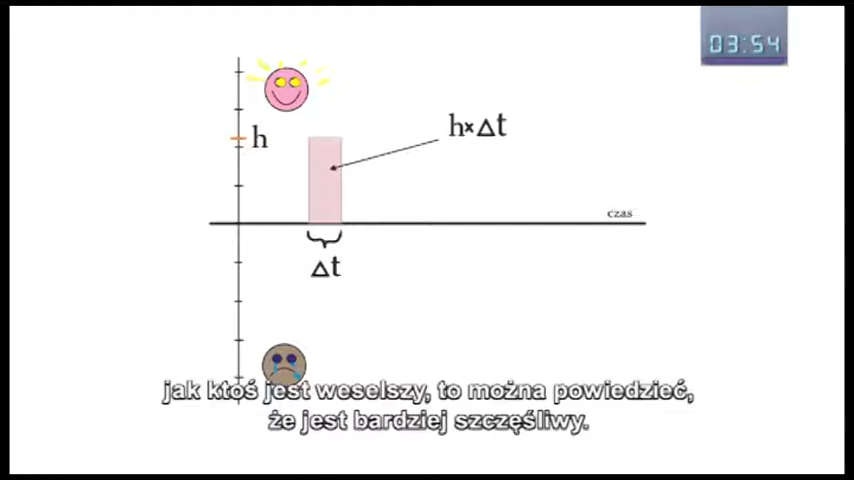 03:54
h
h×Δt
czas
Δt
jak ktoś jest weselszy, to można powiedzieć,
że jest bardziej szczęśliwy.